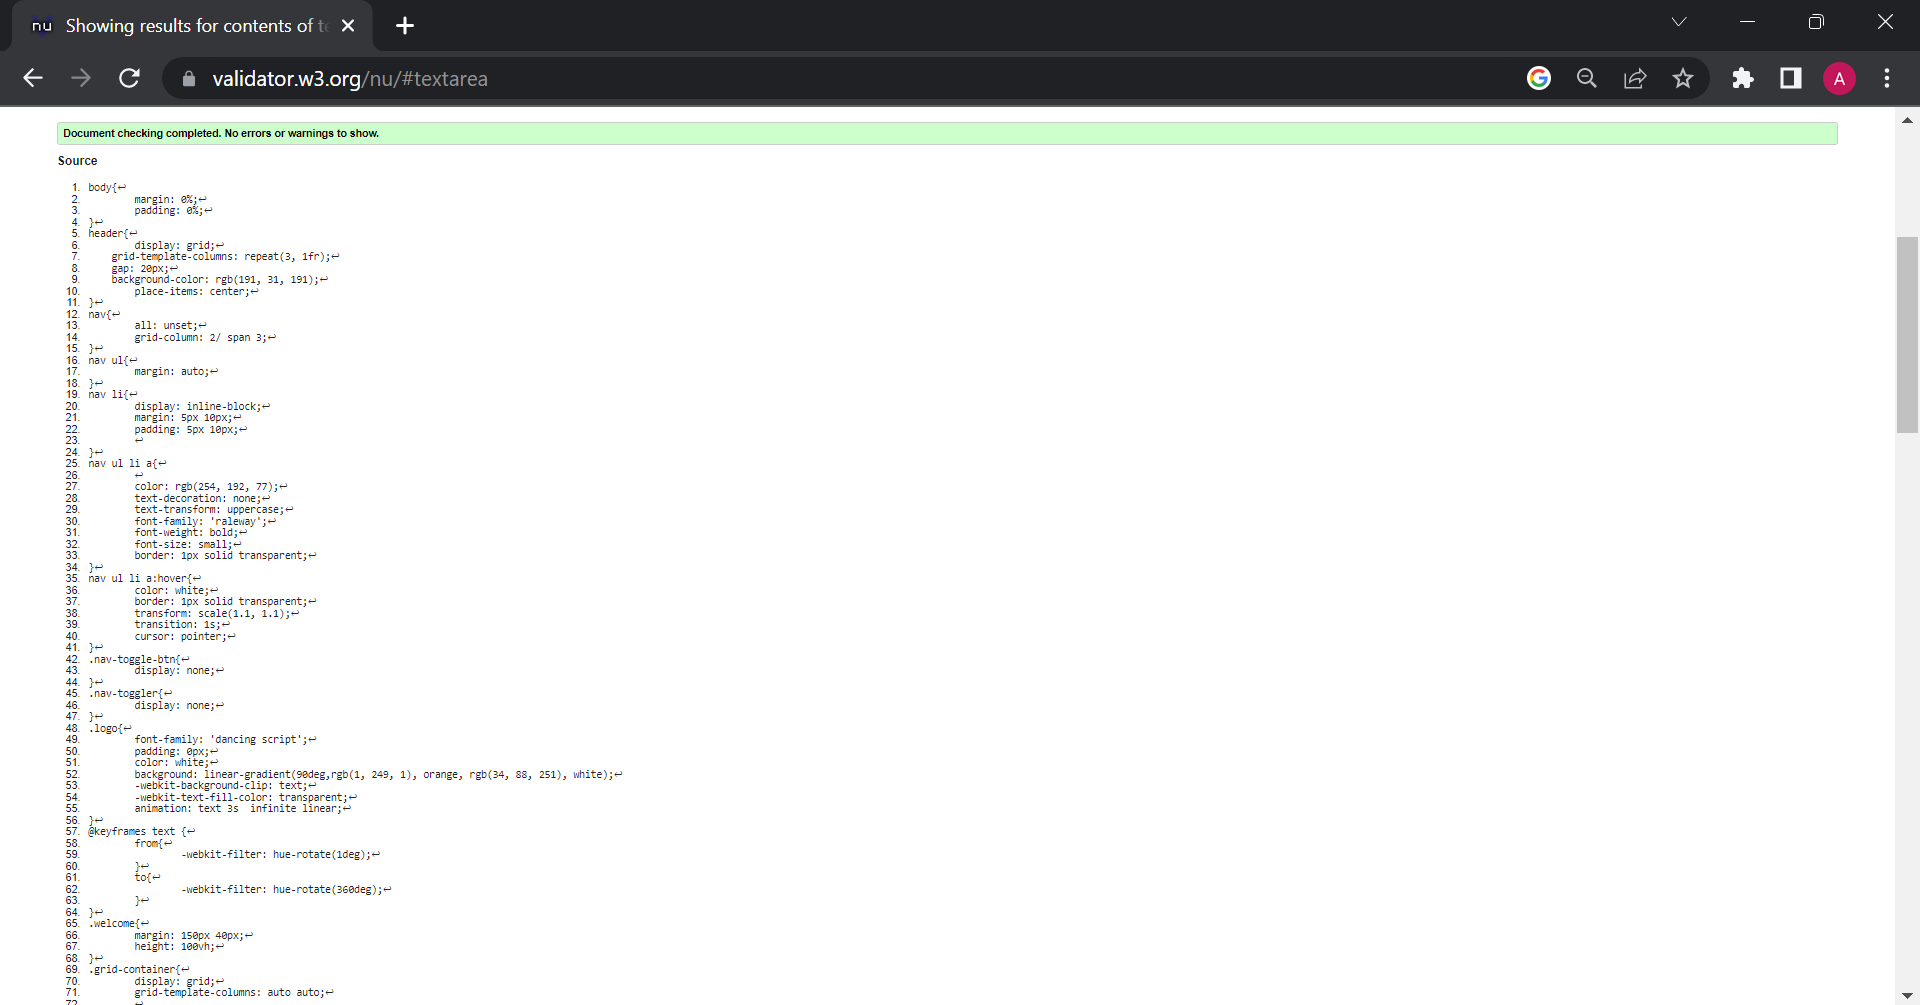 nu Showing results for contents of t
validator.w3.org/nu/#textarea
A
Document checking completed. No errors or warnings to show.
Source
1. body{↩
2. margin: 0%;↩
3. padding: 0%;↩
4. }↩
5. header{↩
6. display: grid;↩
7. grid-template-columns: repeat(3, 1fr);↩
8. gap: 20px;↩
9. background-color: rgb(191, 31, 191);↩
10. place-items: center;↩
11. }↩
12. nav{↩
13. all: unset;↩
14. grid-column: 2/ span 3;↩
15. }↩
16. nav ul{↩
17. margin: auto;↩
18. }↩
19. nav li{↩
20. display: inline-block;↩
21. margin: 5px 10px;↩
22. padding: 5px 10px;↩
23. ↩
24. }↩
25. nav ul li a{↩
26. ↩
27. color: rgb(254, 192, 77);↩
28. text-decoration: none;↩
29. text-transform: uppercase;↩
30. font-family: 'raleway';↩
31. font-weight: bold;↩
32. font-size: small;↩
33. border: 1px solid transparent;↩
34. }↩
35. nav ul li a:hover{↩
36. color: white;↩
37. border: 1px solid transparent;↩
38. transform: scale(1.1, 1.1);↩
39. transition: 1s;↩
40. cursor: pointer;↩
41. }↩
42. .nav-toggle-btn{↩
43. display: none;↩
44. }↩
45. .nav-toggler{↩
46. display: none;↩
47. }↩
48. .logo{↩
49. font-family: 'dancing script';↩
50. padding: 0px;↩
51. color: white;↩
52. background: linear-gradient(90deg,rgb(1, 249, 1), orange, rgb(34, 88, 251), white);↩
53. -webkit-background-clip: text;↩
54. -webkit-text-fill-color: transparent;↩
55. animation: text 3s  infinite linear;↩
56. }↩
57. @keyframes text {↩
58. from{↩
59. -webkit-filter: hue-rotate(1deg);↩
60. }↩
61. to{↩
62. -webkit-filter: hue-rotate(360deg);↩
63. }↩
64. }↩
65. .welcome{↩
66. margin: 150px 40px;↩
67. height: 100vh;↩
68. }↩
69. .grid-container{↩
70. display: grid;↩
71. grid-template-columns: auto auto;↩
72. ↩